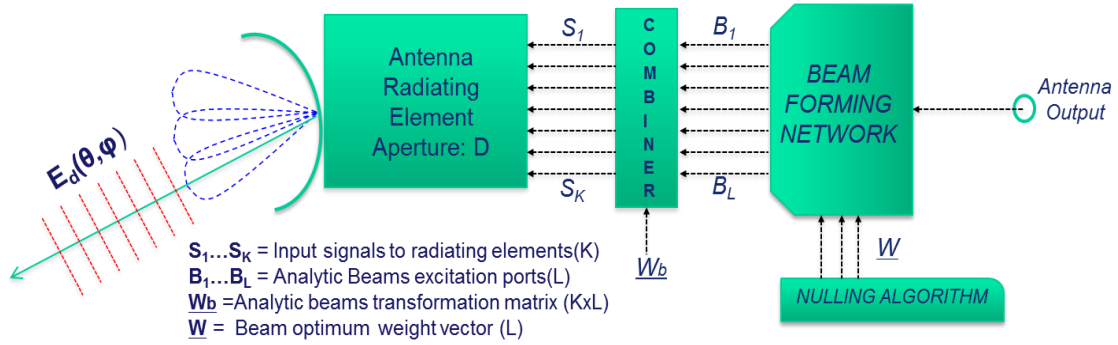 E_d(θ,φ)
Antenna
Radiating
Element
Aperture: D
S_1
S_K
COMBINER
B_1
B_L
BEAM
FORMING
NETWORK
Antenna
Output
W_b
W
NULLING ALGORITHM
S_1…S_K = Input signals to radiating elements(K)
B_1…B_L = Analytic Beams excitation ports(L)
Wb =Analytic beams transformation matrix (KxL)
W = Beam optimum weight vector (L)